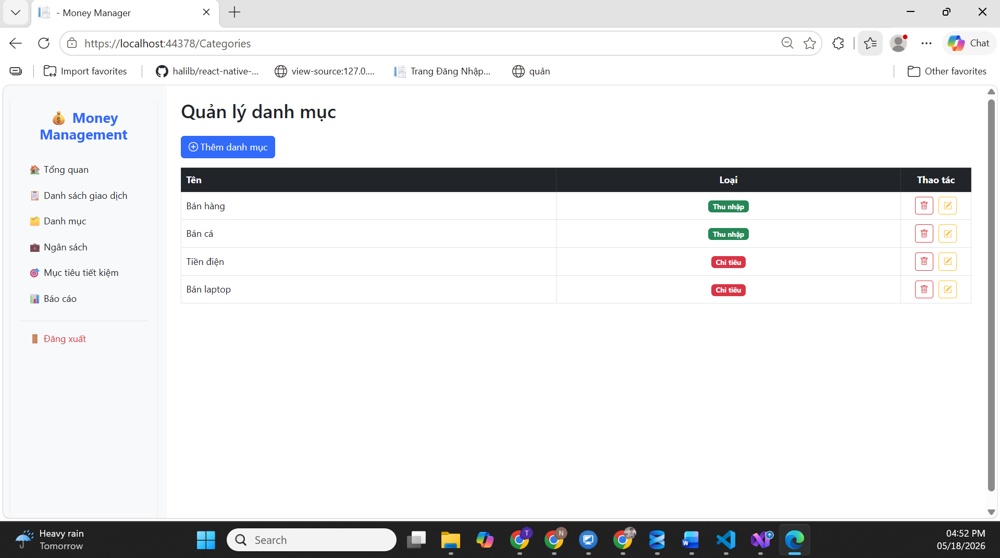 - Money Manager
https://localhost:44378/Categories
Chat
Import favorites
halilb/react-native-...
view-source:127.0....
Trang Đăng Nhập...
quản
Other favorites
Money
Management
Tổng quan
Danh sách giao dịch
Danh mục
Ngân sách
Mục tiêu tiết kiệm
Báo cáo
Đăng xuất
Quản lý danh mục
Thêm danh mục
Tên Loại Thao tác
Bán hàng Thu nhập
Bán cá Thu nhập
Tiền điện Chi tiêu
Bán laptop Chi tiêu
Heavy rain
Tomorrow
Search
T
N
W
04:52 PM
05/18/2026